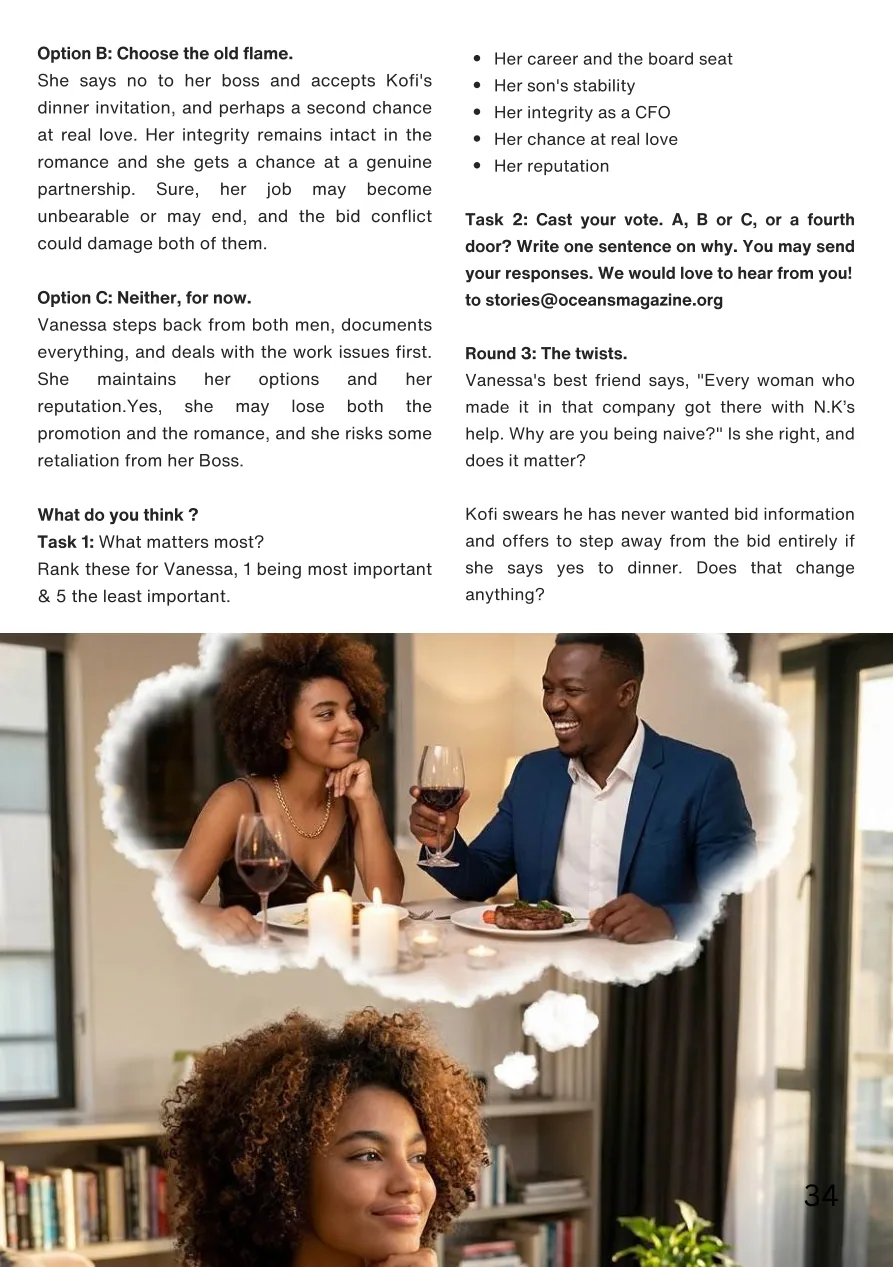 Option B: Choose the old flame.
She says no to her boss and accepts Kofi's
dinner invitation, and perhaps a second chance
at real love. Her integrity remains intact in the
romance and she gets a chance at a genuine
partnership. Sure, her job may become
unbearable or may end, and the bid conflict
could damage both of them.
Option C: Neither, for now.
Vanessa steps back from both men, documents
everything, and deals with the work issues first.
She maintains her options and her
reputation.Yes, she may lose both the
promotion and the romance, and she risks some
retaliation from her Boss.
What do you think ?
Task 1: What matters most?
Rank these for Vanessa, 1 being most important
& 5 the least important.
• Her career and the board seat
• Her son's stability
• Her integrity as a CFO
• Her chance at real love
• Her reputation
Task 2: Cast your vote. A, B or C, or a fourth
door? Write one sentence on why. You may send
your responses. We would love to hear from you!
to stories@oceansmagazine.org
Round 3: The twists.
Vanessa's best friend says, "Every woman who
made it in that company got there with N.K’s
help. Why are you being naive?" Is she right, and
does it matter?
Kofi swears he has never wanted bid information
and offers to step away from the bid entirely if
she says yes to dinner. Does that change
anything?
34